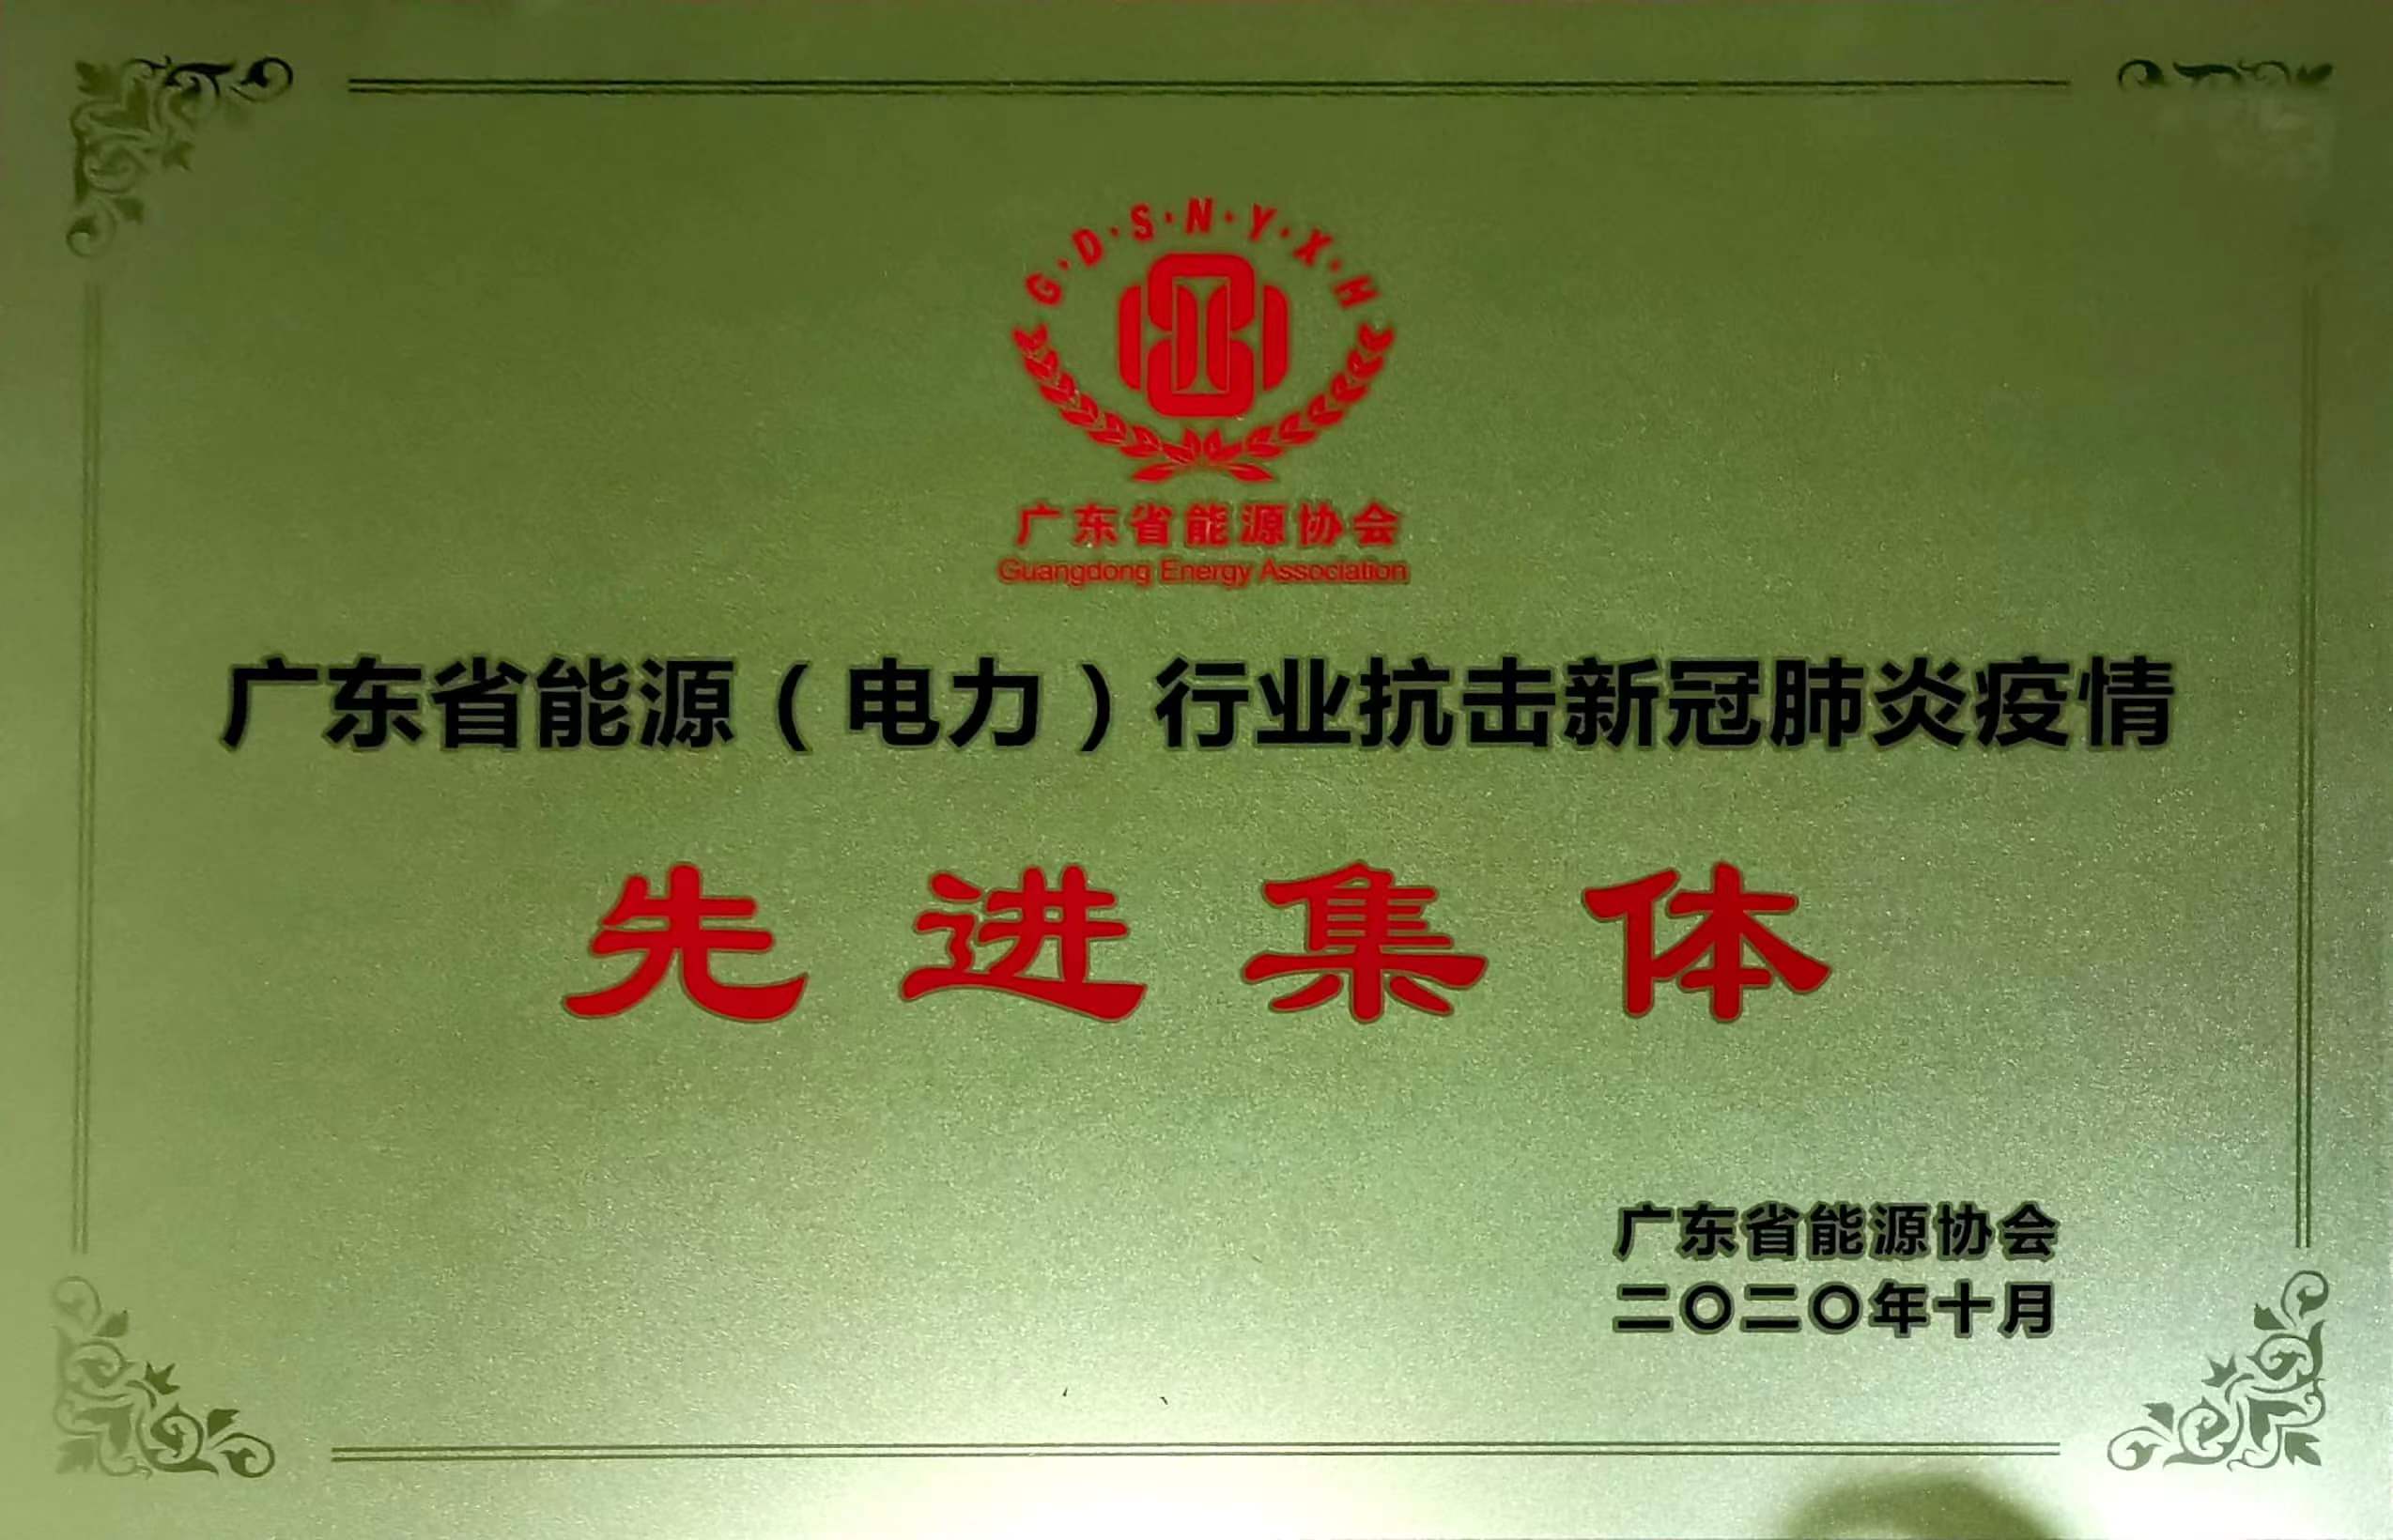 G·D·S·N·Y·X·H
广东省能源协会
Guangdong Energy Association
广东省能源（电力）行业抗击新冠肺炎疫情
先进集体
广东省能源协会
二〇二〇年十月